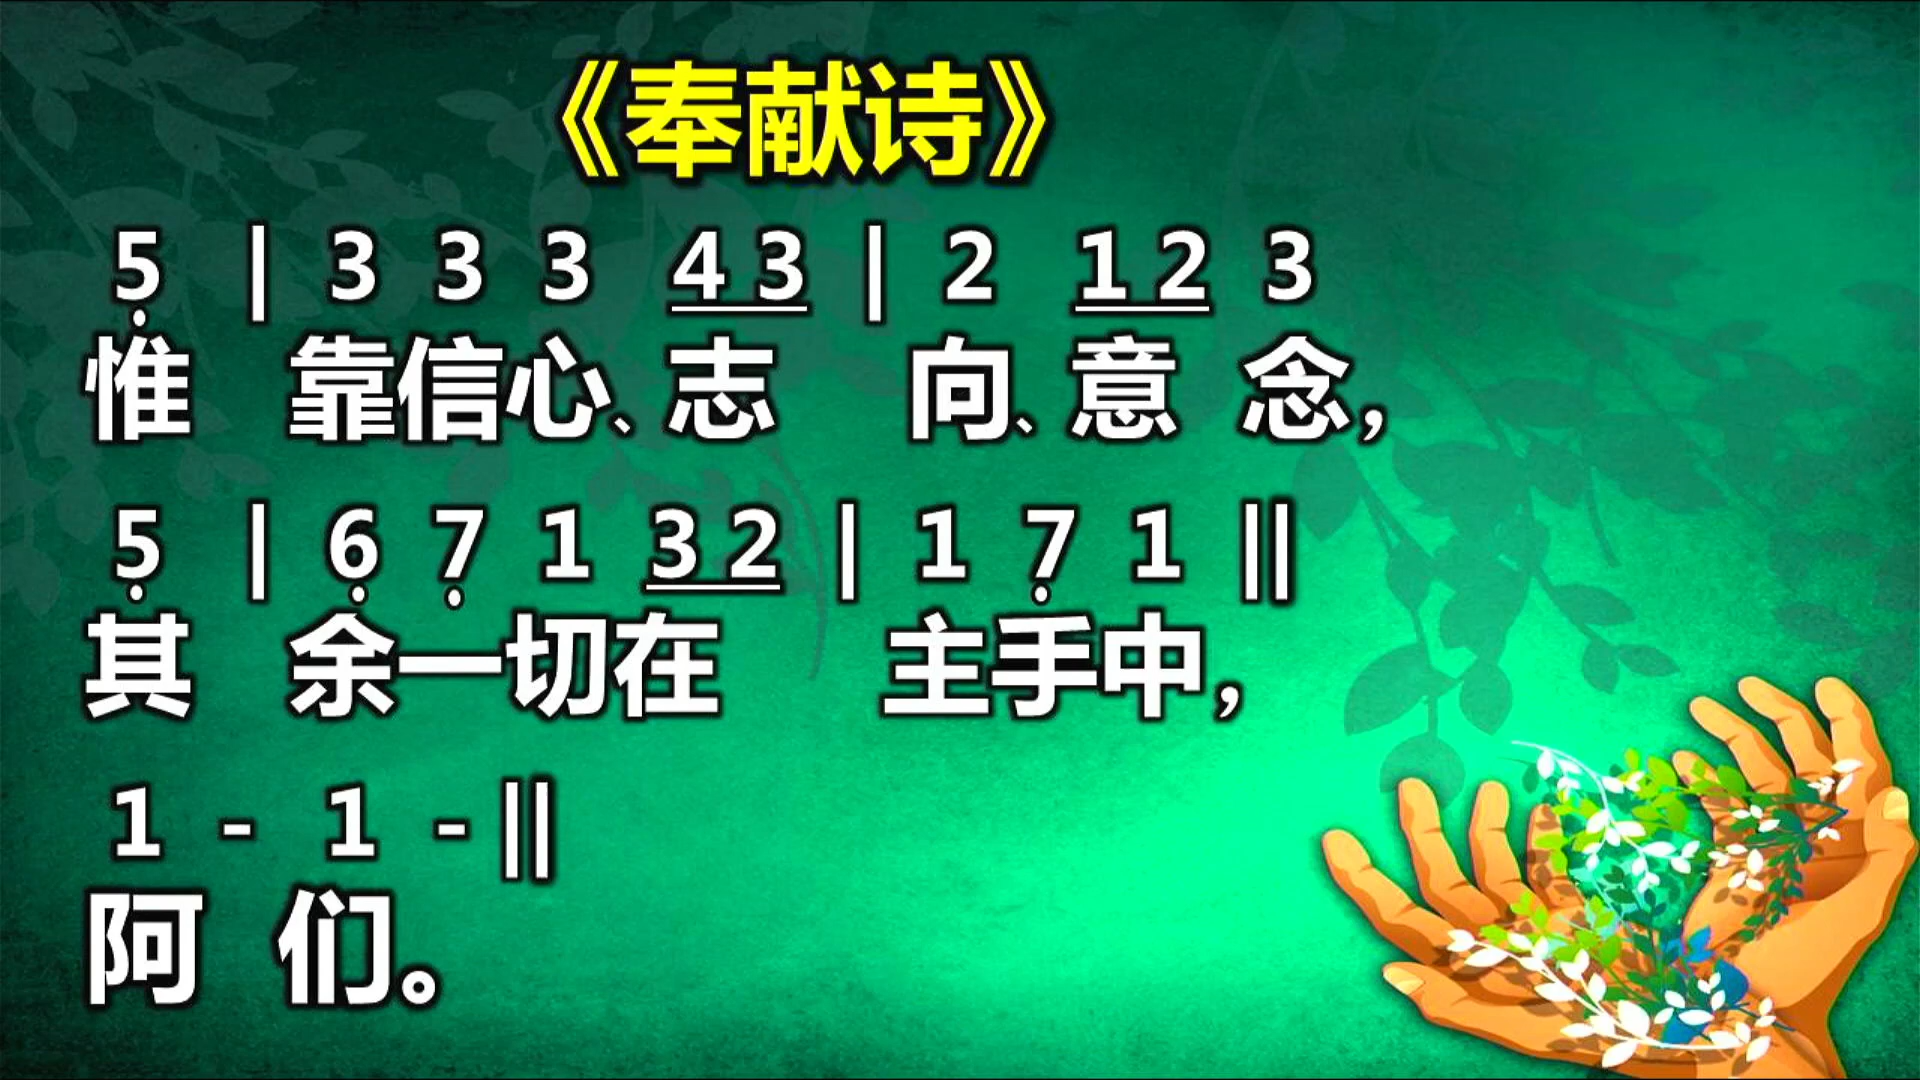 《奉献诗》
5̣ | 3 3 3 4̲ 3̲ | 2 1̲ 2̲ 3
惟 靠信心、志 向、意 念，
5̣ | 6̣ 7̣ 1 3̲ 2̲ | 1 7̣ 1 ||
其 余一切在 主手中，
1 - 1 - ||
阿 们。